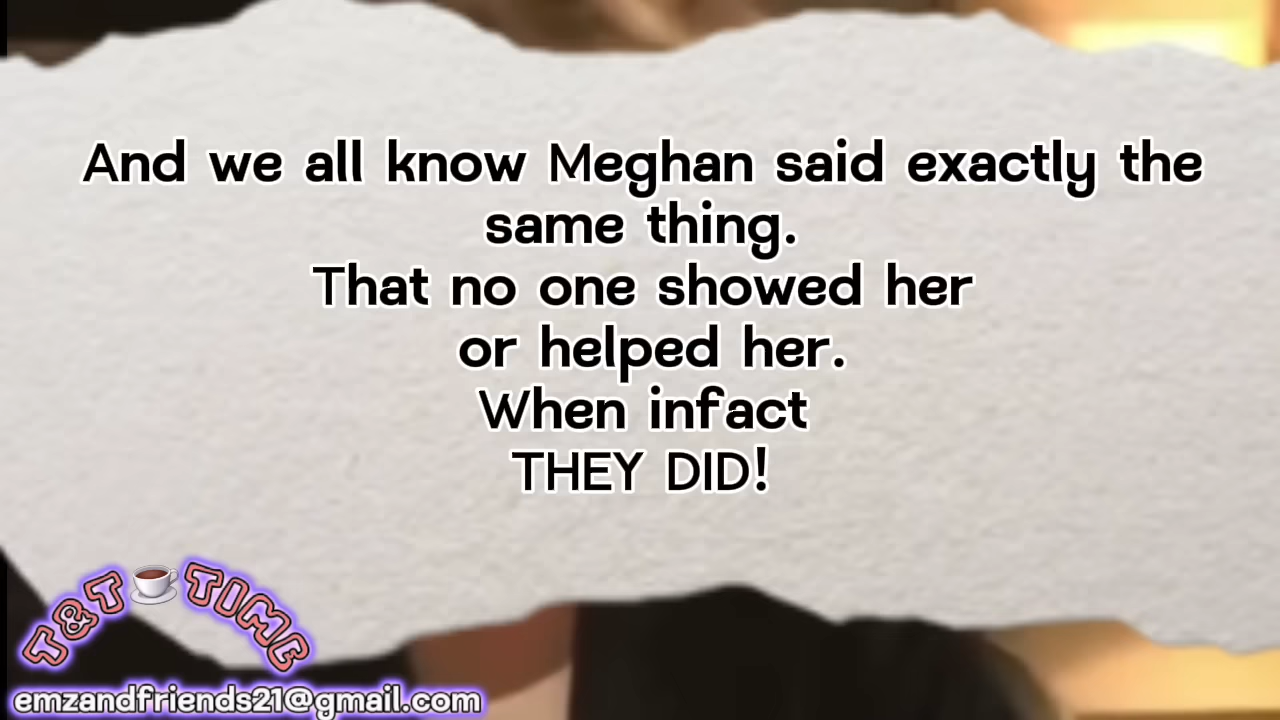 And we all know Meghan said exactly the
same thing.
That no one showed her
or helped her.
When infact
THEY DID!
T&T TIME
emzandfriends21@gmail.com